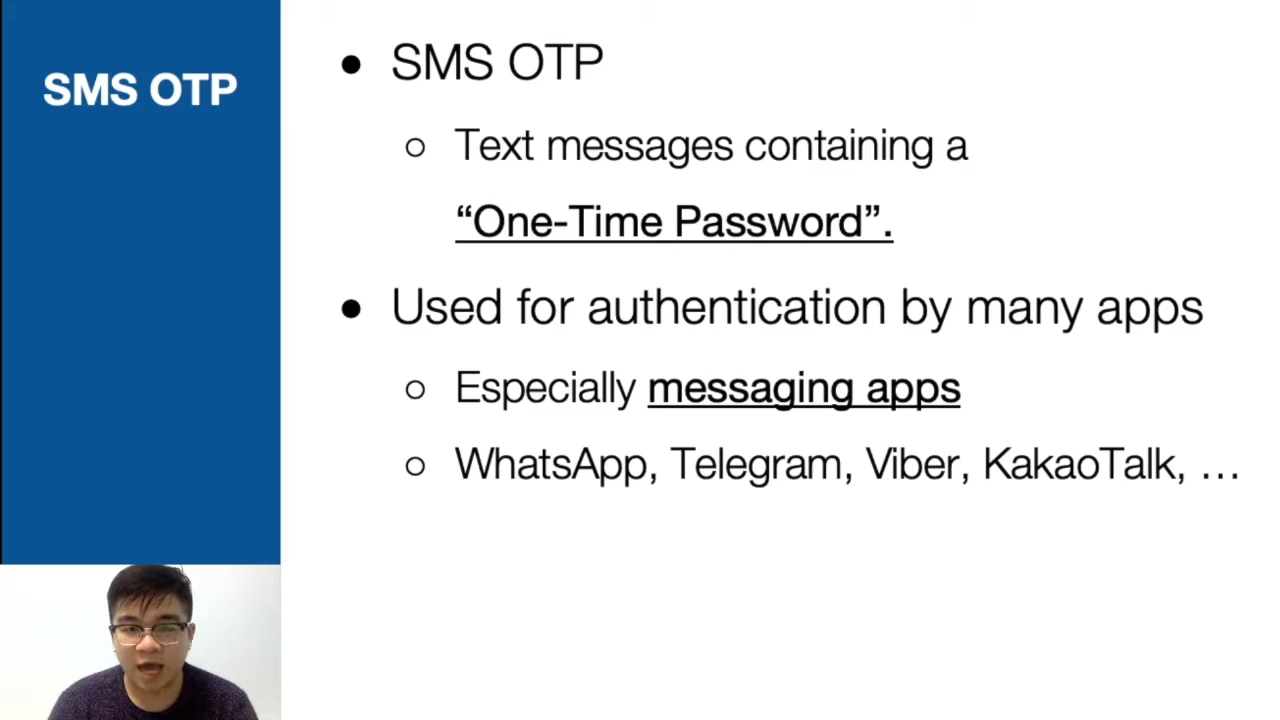 SMS OTP
● SMS OTP
○ Text messages containing a
“One-Time Password”.
● Used for authentication by many apps
○ Especially messaging apps
○ WhatsApp, Telegram, Viber, KakaoTalk, …